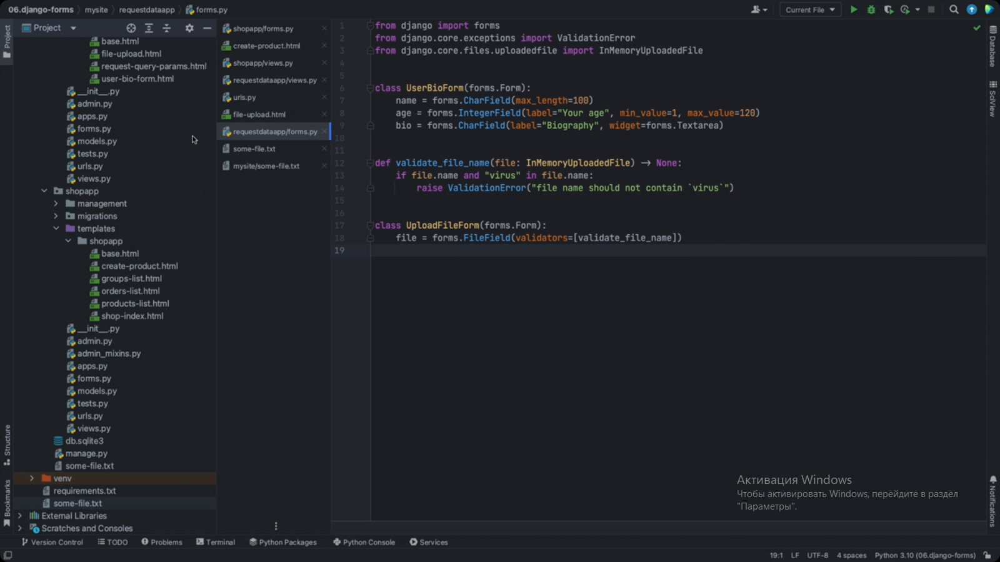 06.django-forms
mysite
requestdataapp
forms.py
Current File
Project
Project
Structure
Bookmarks
base.html
file-upload.html
request-query-params.html
user-bio-form.html
__init__.py
admin.py
apps.py
forms.py
models.py
tests.py
urls.py
views.py
shopapp
management
migrations
templates
shopapp
base.html
create-product.html
groups-list.html
orders-list.html
products-list.html
shop-index.html
__init__.py
admin.py
admin_mixins.py
apps.py
forms.py
models.py
tests.py
urls.py
views.py
db.sqlite3
manage.py
some-file.txt
venv
requirements.txt
some-file.txt
External Libraries
Scratches and Consoles
shopapp/forms.py
create-product.html
shopapp/views.py
requestdataapp/views.py
urls.py
file-upload.html
requestdataapp/forms.py
some-file.txt
mysite/some-file.txt
1 from django import forms
2 from django.core.exceptions import ValidationError
3 from django.core.files.uploadedfile import InMemoryUploadedFile
4
5
6 class UserBioForm(forms.Form):
7 name = forms.CharField(max_length=100)
8 age = forms.IntegerField(label="Your age", min_value=1, max_value=120)
9 bio = forms.CharField(label="Biography", widget=forms.Textarea)
10
11
12 def validate_file_name(file: InMemoryUploadedFile) -> None:
13 if file.name and "virus" in file.name:
14 raise ValidationError("file name should not contain `virus`")
15
16
17 class UploadFileForm(forms.Form):
18 file = forms.FileField(validators=[validate_file_name])
19
Database
SciView
Notifications
Активация Windows
Чтобы активировать Windows, перейдите в раздел
"Параметры".
Version Control
TODO
Problems
Terminal
Python Packages
Python Console
Services
19:1 LF UTF-8 4 spaces Python 3.10 (06.django-forms)